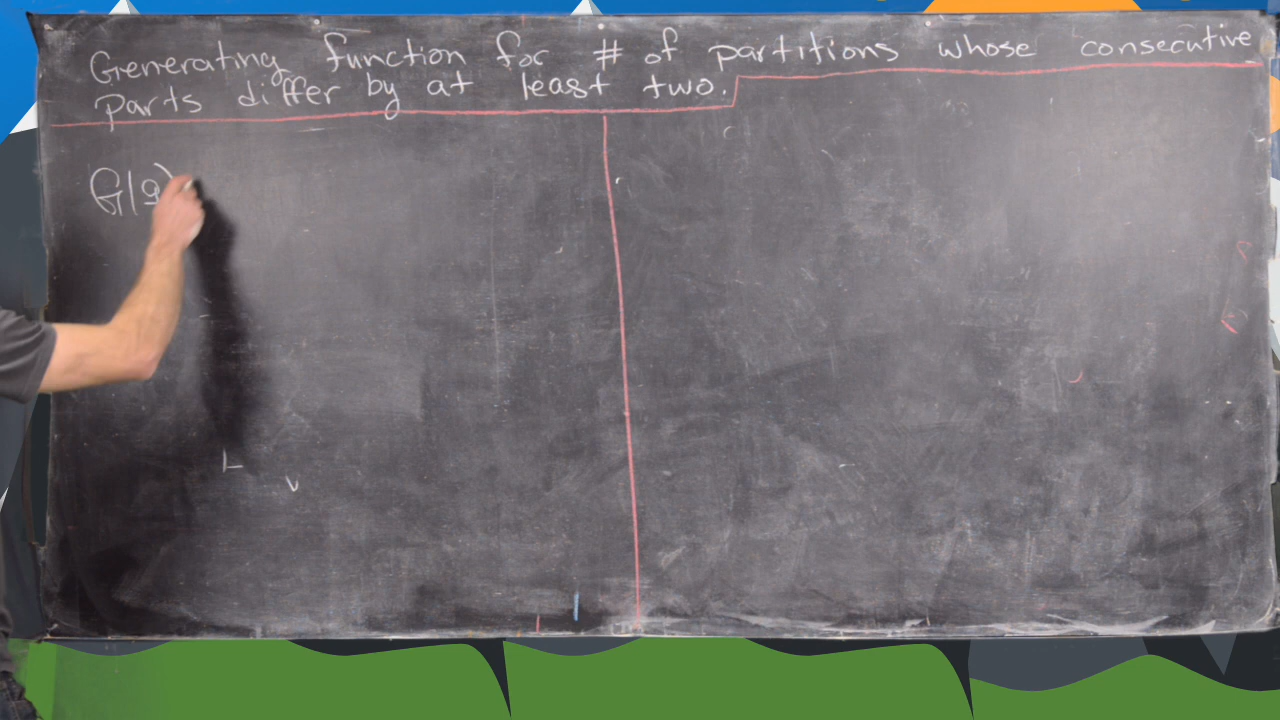 Generating function for # of partitions whose consecutive
parts differ by at least two.
G(q)